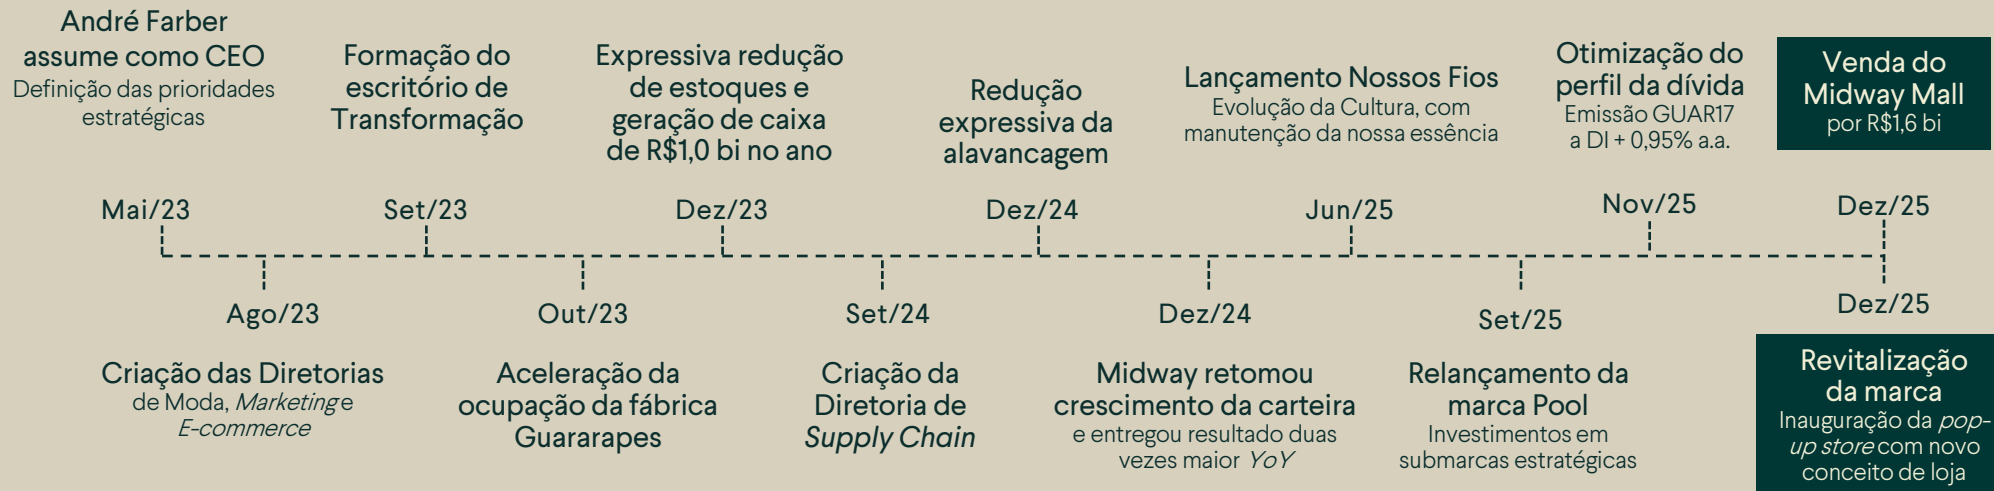 André Farber
assume como CEO
Definição das prioridades
estratégicas
Mai/23
Formação do
escritório de
Transformação
Set/23
Expressiva redução
de estoques e
geração de caixa
de R$1,0 bi no ano
Dez/23
Redução
expressiva da
alavancagem
Dez/24
Lançamento Nossos Fios
Evolução da Cultura, com
manutenção da nossa essência
Jun/25
Otimização do
perfil da dívida
Emissão GUAR17
a DI + 0,95% a.a.
Nov/25
Venda do
Midway Mall
por R$1,6 bi
Dez/25
Ago/23
Criação das Diretorias
de Moda, Marketing e
E-commerce
Out/23
Aceleração da
ocupação da fábrica
Guararapes
Set/24
Criação da
Diretoria de
Supply Chain
Dez/24
Midway retomou
crescimento da carteira
e entregou resultado duas
vezes maior YoY
Set/25
Relançamento da
marca Pool
Investimentos em
submarcas estratégicas
Dez/25
Revitalização
da marca
Inauguração da pop-
up store com novo
conceito de loja